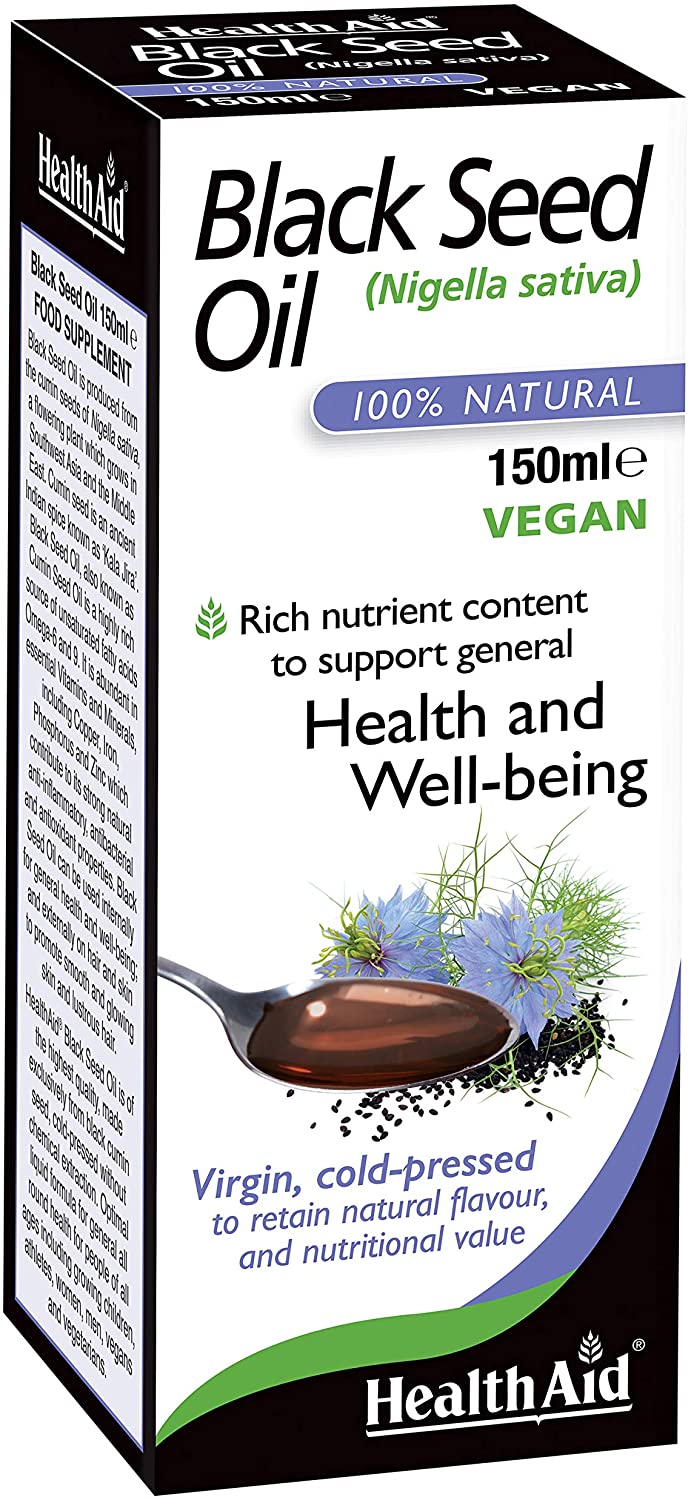 HealthAid®
Black Seed
Oil (Nigella sativa)
100% NATURAL
150ml℮ VEGAN
Black Seed
Oil
(Nigella sativa)
100% NATURAL
150ml℮
VEGAN
Rich nutrient content
to support general
Health and
Well-being
Virgin, cold-pressed
to retain natural flavour,
and nutritional value
HealthAid®
HealthAid®
Black Seed Oil 150ml℮
FOOD SUPPLEMENT
Black Seed Oil is produced from
the cumin seeds of Nigella sativa,
a flowering plant which grows in
Southwest Asia and the Middle
East. Cumin seed is an ancient
Indian spice known as 'Kala Jira'.
Black Seed Oil, also known as
Cumin Seed Oil is a highly rich
source of unsaturated fatty acids
Omega-6 and 9. It is abundant in
essential Vitamins and Minerals,
including Copper, Iron,
Phosphorus and Zinc which
contribute to its strong natural
anti-inflammatory, antibacterial
and antioxidant properties. Black
Seed Oil can be used internally
for general health and well-being;
and externally on hair and skin
to promote smooth and glowing
skin and lustrous hair.
HealthAid® Black Seed Oil is of
the highest quality, made
exclusively from black cumin
seed, cold-pressed without
chemical extraction. Optimal
liquid formula for general all
round health for people of all
ages including growing children,
athletes, women, men, vegans
and vegetarians.